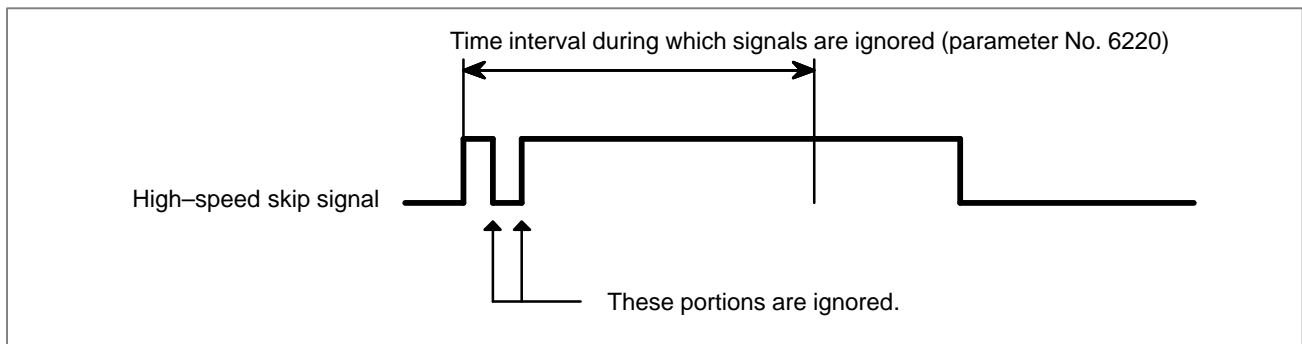 Time interval during which signals are ignored (parameter No. 6220)
High–speed skip signal
These portions are ignored.